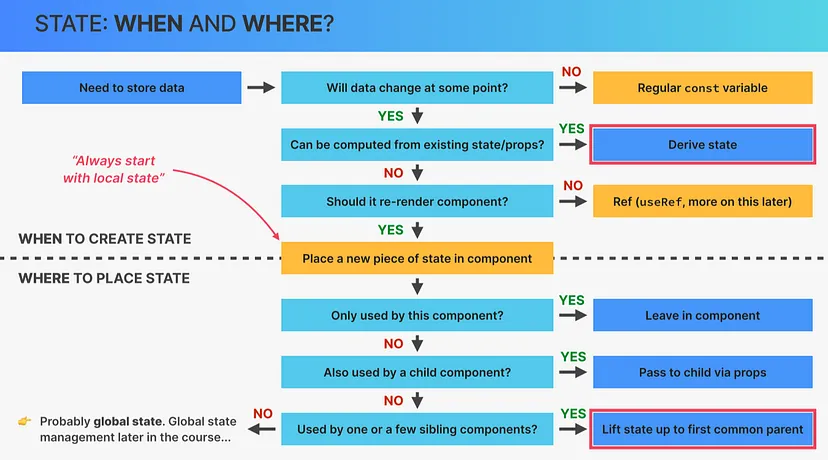 STATE: WHEN AND WHERE?
Need to store data
Will data change at some point?
NO
Regular const variable
YES
Can be computed from existing state/props?
YES
Derive state
“Always start
with local state”
NO
Should it re-render component?
NO
Ref (useRef, more on this later)
YES
WHEN TO CREATE STATE
Place a new piece of state in component
WHERE TO PLACE STATE
Only used by this component?
YES
Leave in component
NO
Also used by a child component?
YES
Pass to child via props
NO
👉 Probably global state. Global state
management later in the course...
NO
Used by one or a few sibling components?
YES
Lift state up to first common parent